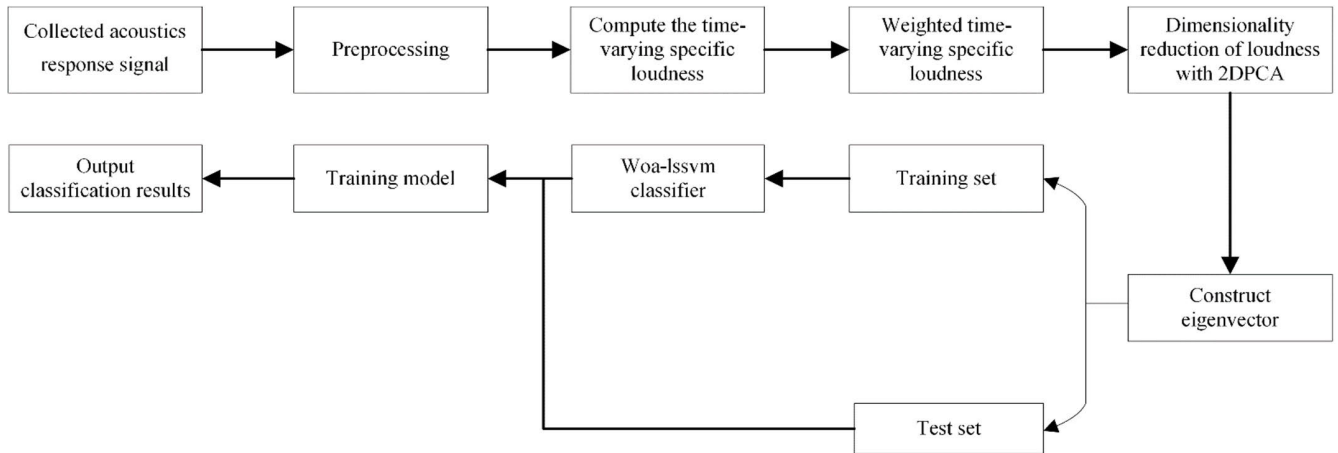 Collected acoustics
response signal
Preprocessing
Compute the time-
varying specific
loudness
Weighted time-
varying specific
loudness
Dimensionality
reduction of loudness
with 2DPCA
Output
classification results
Training model
Woa-lssvm
classifier
Training set
Construct
eigenvector
Test set